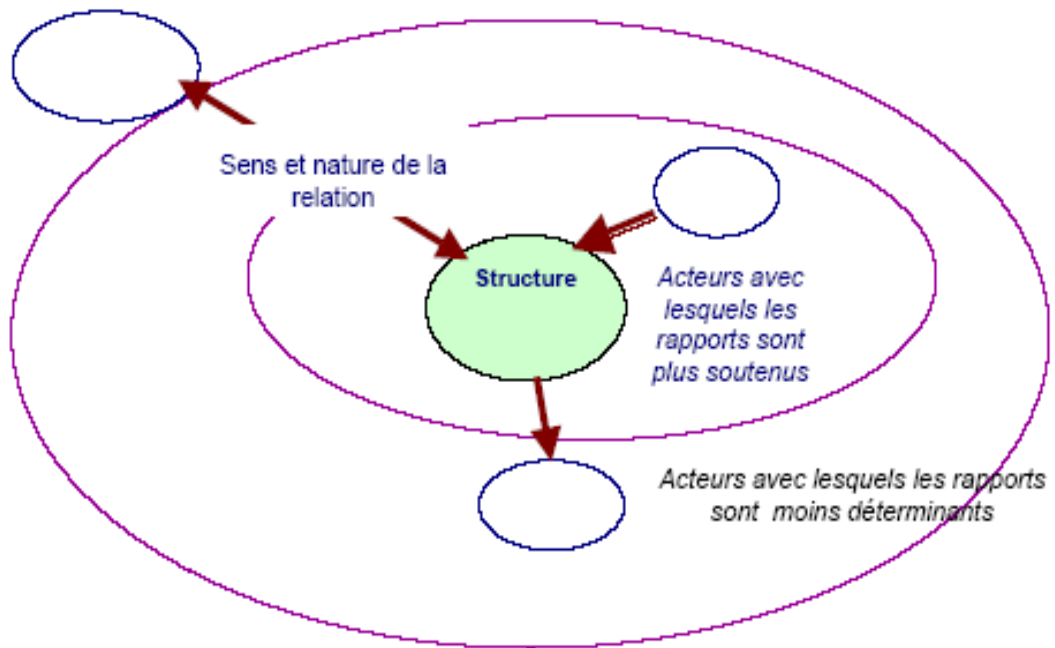 Sens et nature de la
relation
Structure
Acteurs avec
lesquels les
rapports sont
plus soutenus
Acteurs avec lesquels les rapports
sont moins déterminants